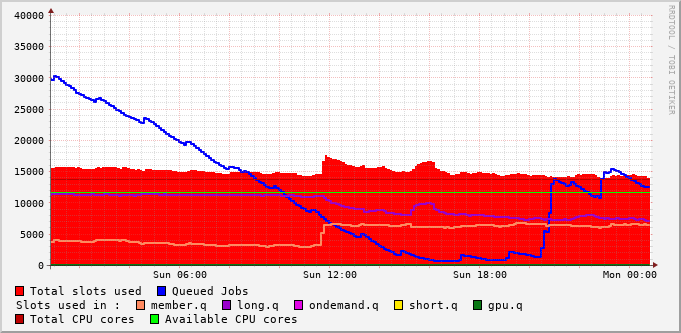 40000
35000
30000
25000
20000
15000
10000
5000
0
Sun 06:00 Sun 12:00 Sun 18:00 Mon 00:00
Total slots used Queued Jobs
Slots used in : member.q long.q ondemand.q short.q gpu.q
Total CPU cores Available CPU cores
RRDTOOL / TOBI OETIKER